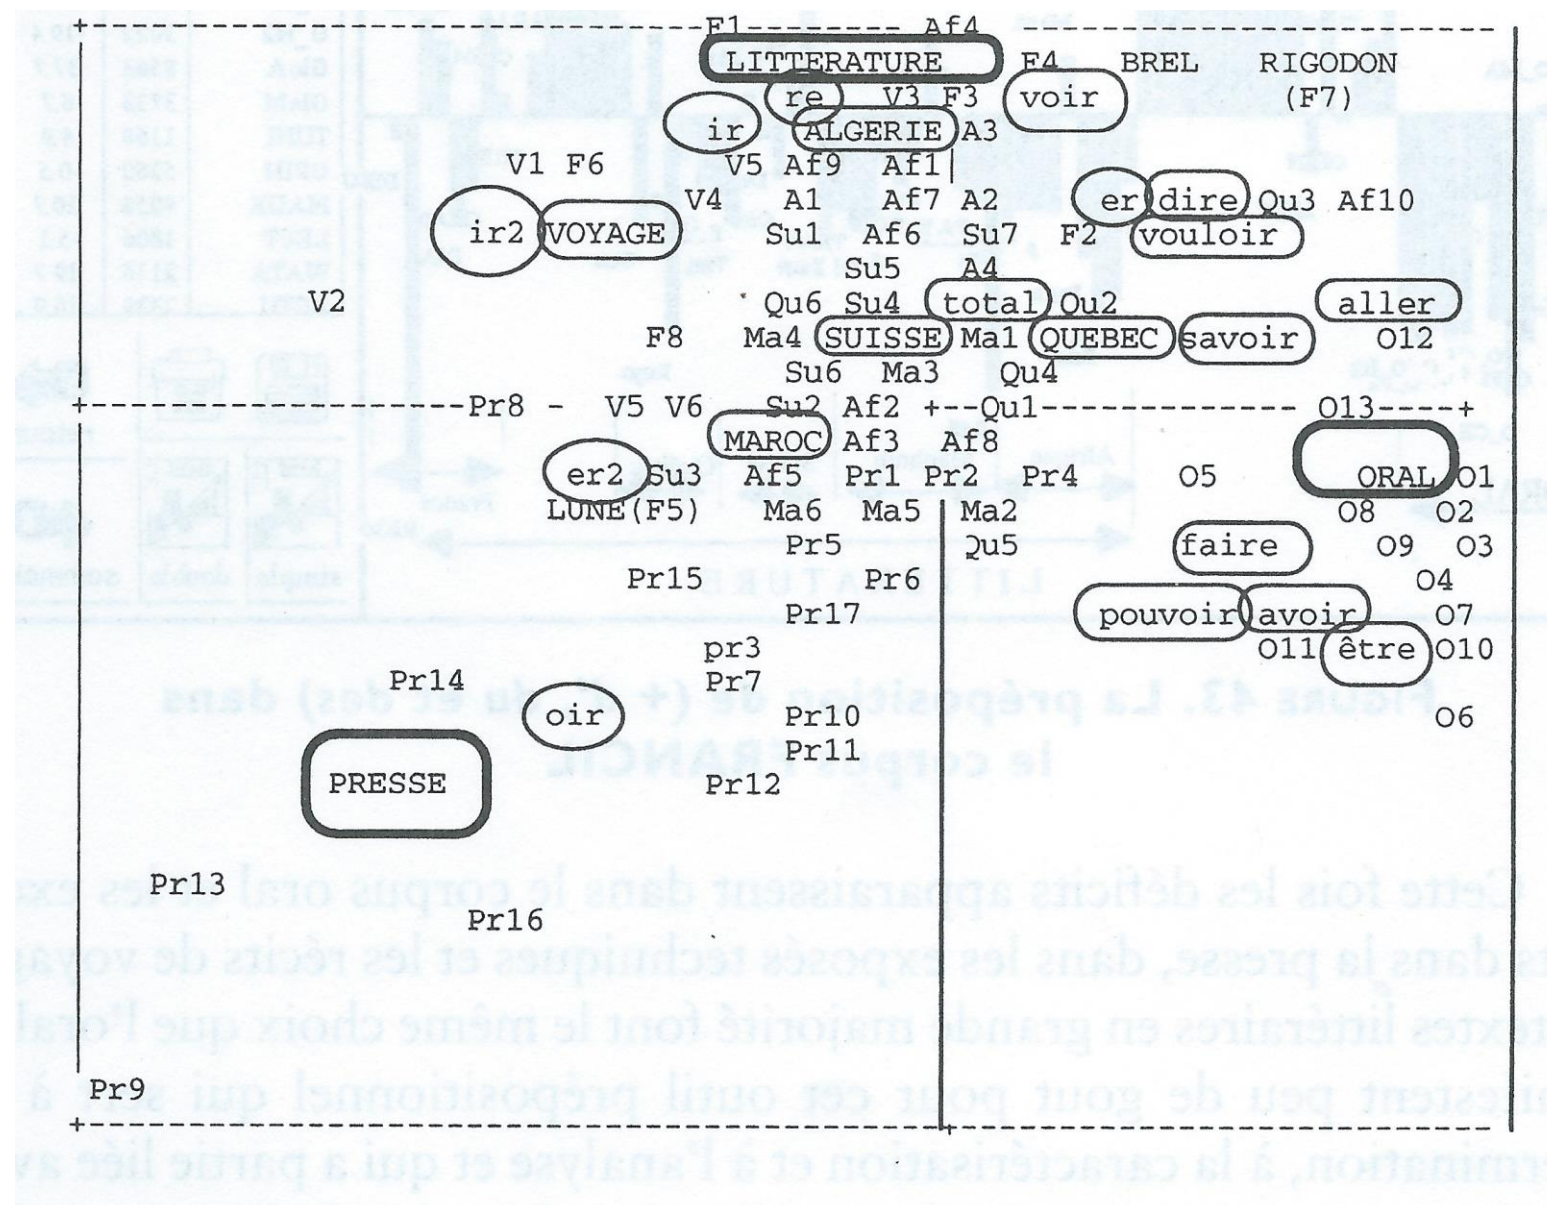 F1 Af4
LITTERATURE F4 BREL RIGODON
re V3 F3 voir (F7)
ir ALGERIE A3
V1 F6 V5 Af9 Af1
V4 A1 Af7 A2 er dire Qu3 Af10
ir2 VOYAGE Su1 Af6 Su7 F2 vouloir
Su5 A4
V2 Qu6 Su4 total Qu2 aller
F8 Ma4 SUISSE Ma1 QUEBEC savoir O12
Su6 Ma3 Qu4
Pr8 V5 V6 Su2 Af2 Qu1 O13
MAROC Af3 Af8
er2 Su3 Af5 Pr1 Pr2 Pr4 O5 ORAL O1
LUNE(F5) Ma6 Ma5 Ma2 O8 O2
Pr5 Qu5 faire O9 O3
Pr15 Pr6 O4
Pr17 pouvoir avoir O7
pr3 O11 être O10
Pr14 Pr7
oir Pr10 O6
Pr11
PRESSE Pr12
Pr13
Pr16
Pr9